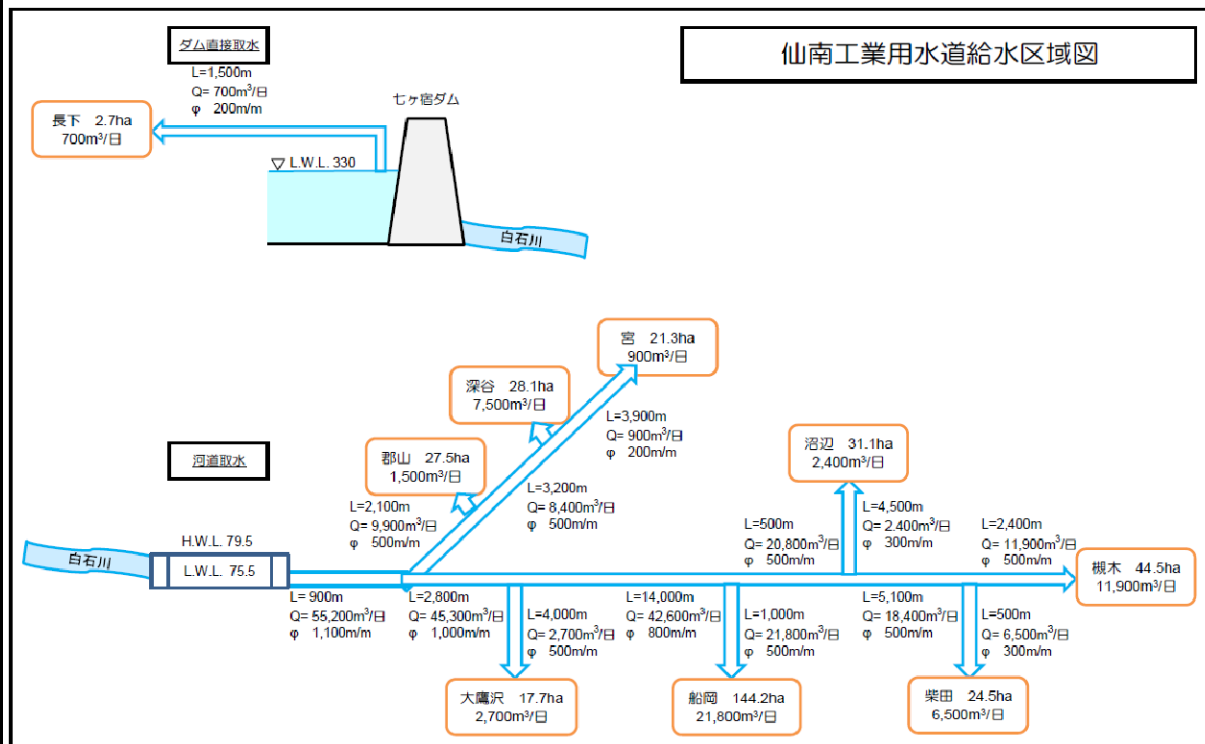 仙南工業用水道給水区域図
ダム直接取水
L=1,500m
Q= 700m³/日
φ 200m/m
七ヶ宿ダム
長下 2.7ha
700m³/日
▽ L.W.L. 330
白石川
宮 21.3ha
900m³/日
深谷 28.1ha
7,500m³/日
L=3,900m
Q= 900m³/日
φ 200m/m
沼辺 31.1ha
2,400m³/日
河道取水
郡山 27.5ha
1,500m³/日
L=3,200m
Q= 8,400m³/日
φ 500m/m
L=2,100m
Q= 9,900m³/日
φ 500m/m
L=500m
Q= 20,800m³/日
φ 500m/m
L=4,500m
Q= 2.400m³/日
φ 300m/m
L=2,400m
Q= 11,900m³/日
φ 500m/m
H.W.L. 79.5
白石川
L.W.L. 75.5
槻木 44.5ha
11,900m³/日
L= 900m
Q= 55,200m³/日
φ 1,100m/m
L=2,800m
Q= 45,300m³/日
φ 1,000m/m
L=4,000m
Q= 2,700m³/日
φ 500m/m
L=14,000m
Q= 42,600m³/日
φ 800m/m
L=1,000m
Q= 21,800m³/日
φ 500m/m
L=5,100m
Q= 18,400m³/日
φ 500m/m
L=500m
Q= 6,500m³/日
φ 300m/m
大鷹沢 17.7ha
2,700m³/日
船岡 144.2ha
21,800m³/日
柴田 24.5ha
6,500m³/日